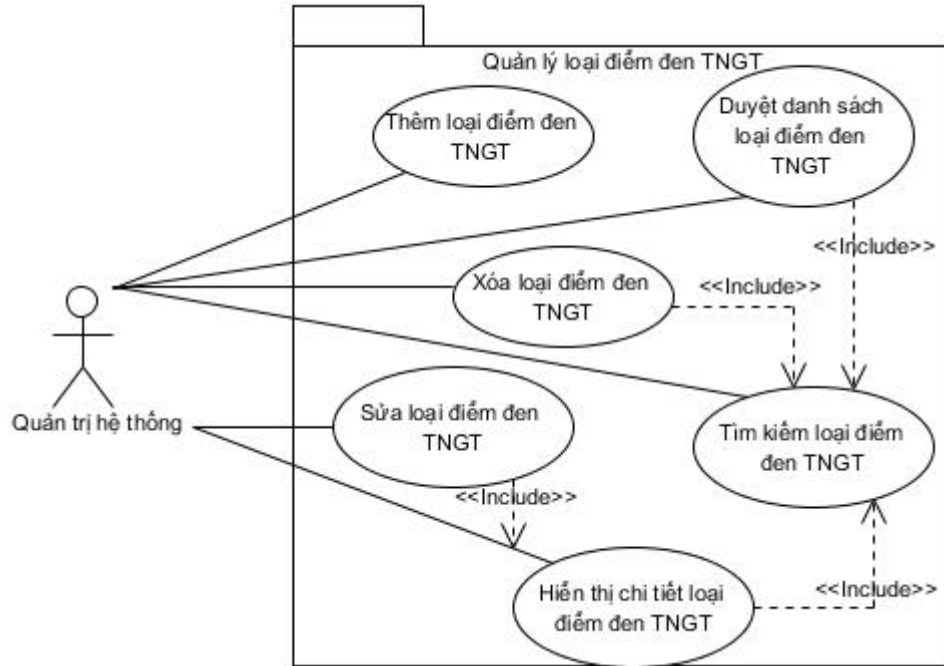 Quản lý loại điểm đen TNGT
Thêm loại điểm đen
TNGT
Duyệt danh sách
loại điểm đen
TNGT
<<Include>>
Xóa loại điểm đen
TNGT
<<Include>>
Quản trị hệ thống
Sửa loại điểm đen
TNGT
Tìm kiếm loại điểm
đen TNGT
<<Include>>
Hiển thị chi tiết loại
điểm đen TNGT
<<Include>>